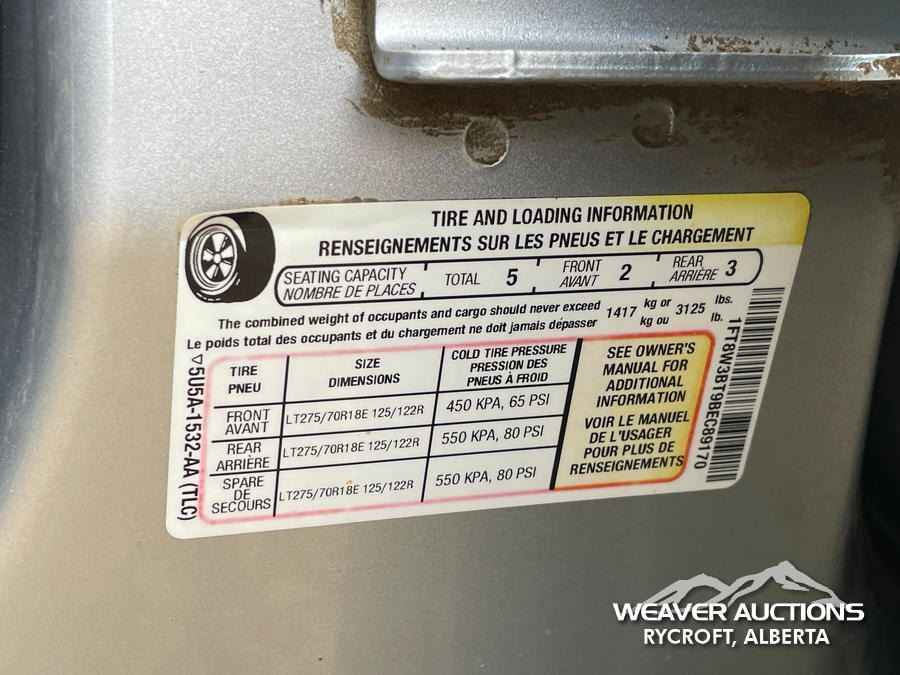 TIRE AND LOADING INFORMATION
RENSEIGNEMENTS SUR LES PNEUS ET LE CHARGEMENT
SEATING CAPACITY
NOMBRE DE PLACES
TOTAL 5
FRONT
AVANT 2
REAR
ARRIÈRE 3
The combined weight of occupants and cargo should never exceed
Le poids total des occupants et du chargement ne doit jamais dépasser
1417 kg or 3125 lbs.
kg ou lb.
TIRE
PNEU
SIZE
DIMENSIONS
COLD TIRE PRESSURE
PRESSION DES
PNEUS À FROID
FRONT
AVANT
LT275/70R18E 125/122R
450 KPA, 65 PSI
REAR
ARRIÈRE
LT275/70R18E 125/122R
550 KPA, 80 PSI
SPARE
DE
SECOURS
LT275/70R18E 125/122R
550 KPA, 80 PSI
SEE OWNER'S
MANUAL FOR
ADDITIONAL
INFORMATION
VOIR LE MANUEL
DE L'USAGER
POUR PLUS DE
RENSEIGNEMENTS
▽5U5A-1532-AA (TLC)
1FT8W3BT9BEC89170
WEAVER AUCTIONS
RYCROFT, ALBERTA